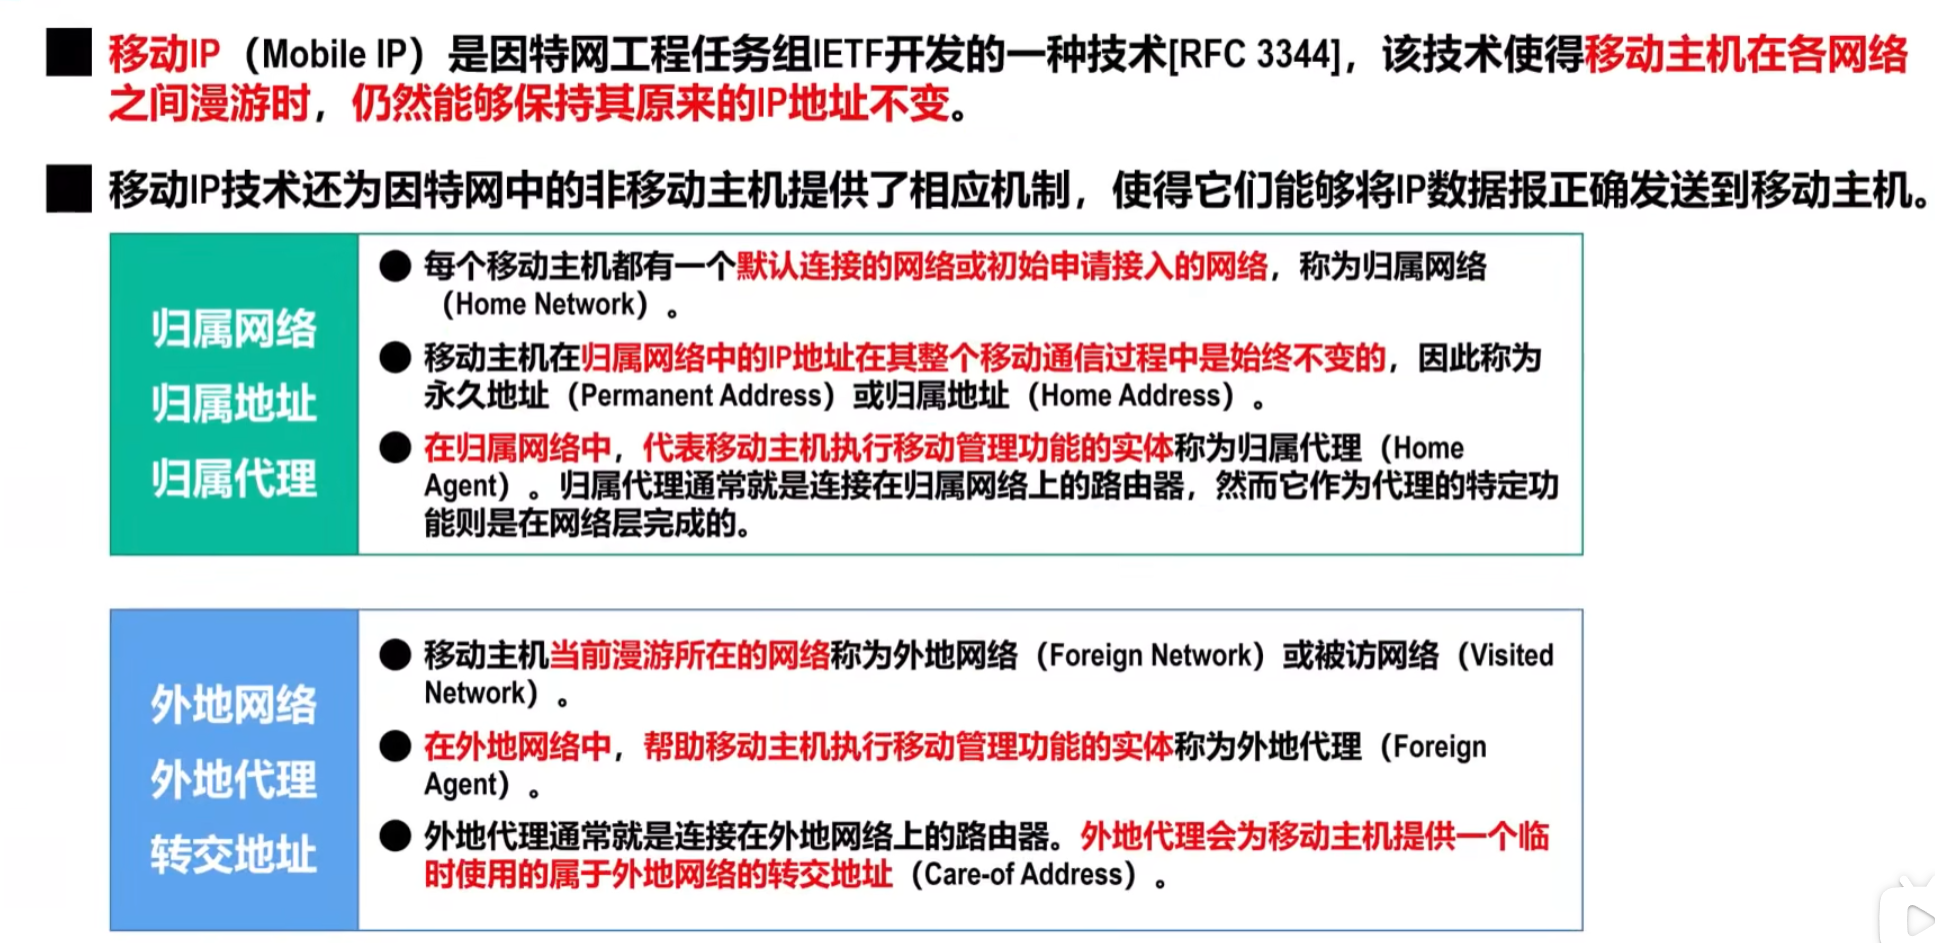 移动IP（Mobile IP）是因特网工程任务组IETF开发的一种技术[RFC 3344]，该技术使得移动主机在各网络
之间漫游时，仍然能够保持其原来的IP地址不变。
移动IP技术还为因特网中的非移动主机提供了相应机制，使得它们能够将IP数据报正确发送到移动主机。
归属网络
归属地址
归属代理
每个移动主机都有一个默认连接的网络或初始申请接入的网络，称为归属网络
（Home Network）。
移动主机在归属网络中的IP地址在其整个移动通信过程中是始终不变的，因此称为
永久地址（Permanent Address）或归属地址（Home Address）。
在归属网络中，代表移动主机执行移动管理功能的实体称为归属代理（Home
Agent）。归属代理通常就是连接在归属网络上的路由器，然而它作为代理的特定功
能则是在网络层完成的。
外地网络
外地代理
转交地址
移动主机当前漫游所在的网络称为外地网络（Foreign Network）或被访网络（Visited
Network）。
在外地网络中，帮助移动主机执行移动管理功能的实体称为外地代理（Foreign
Agent）。
外地代理通常就是连接在外地网络上的路由器。外地代理会为移动主机提供一个临
时使用的属于外地网络的转交地址（Care-of Address）。